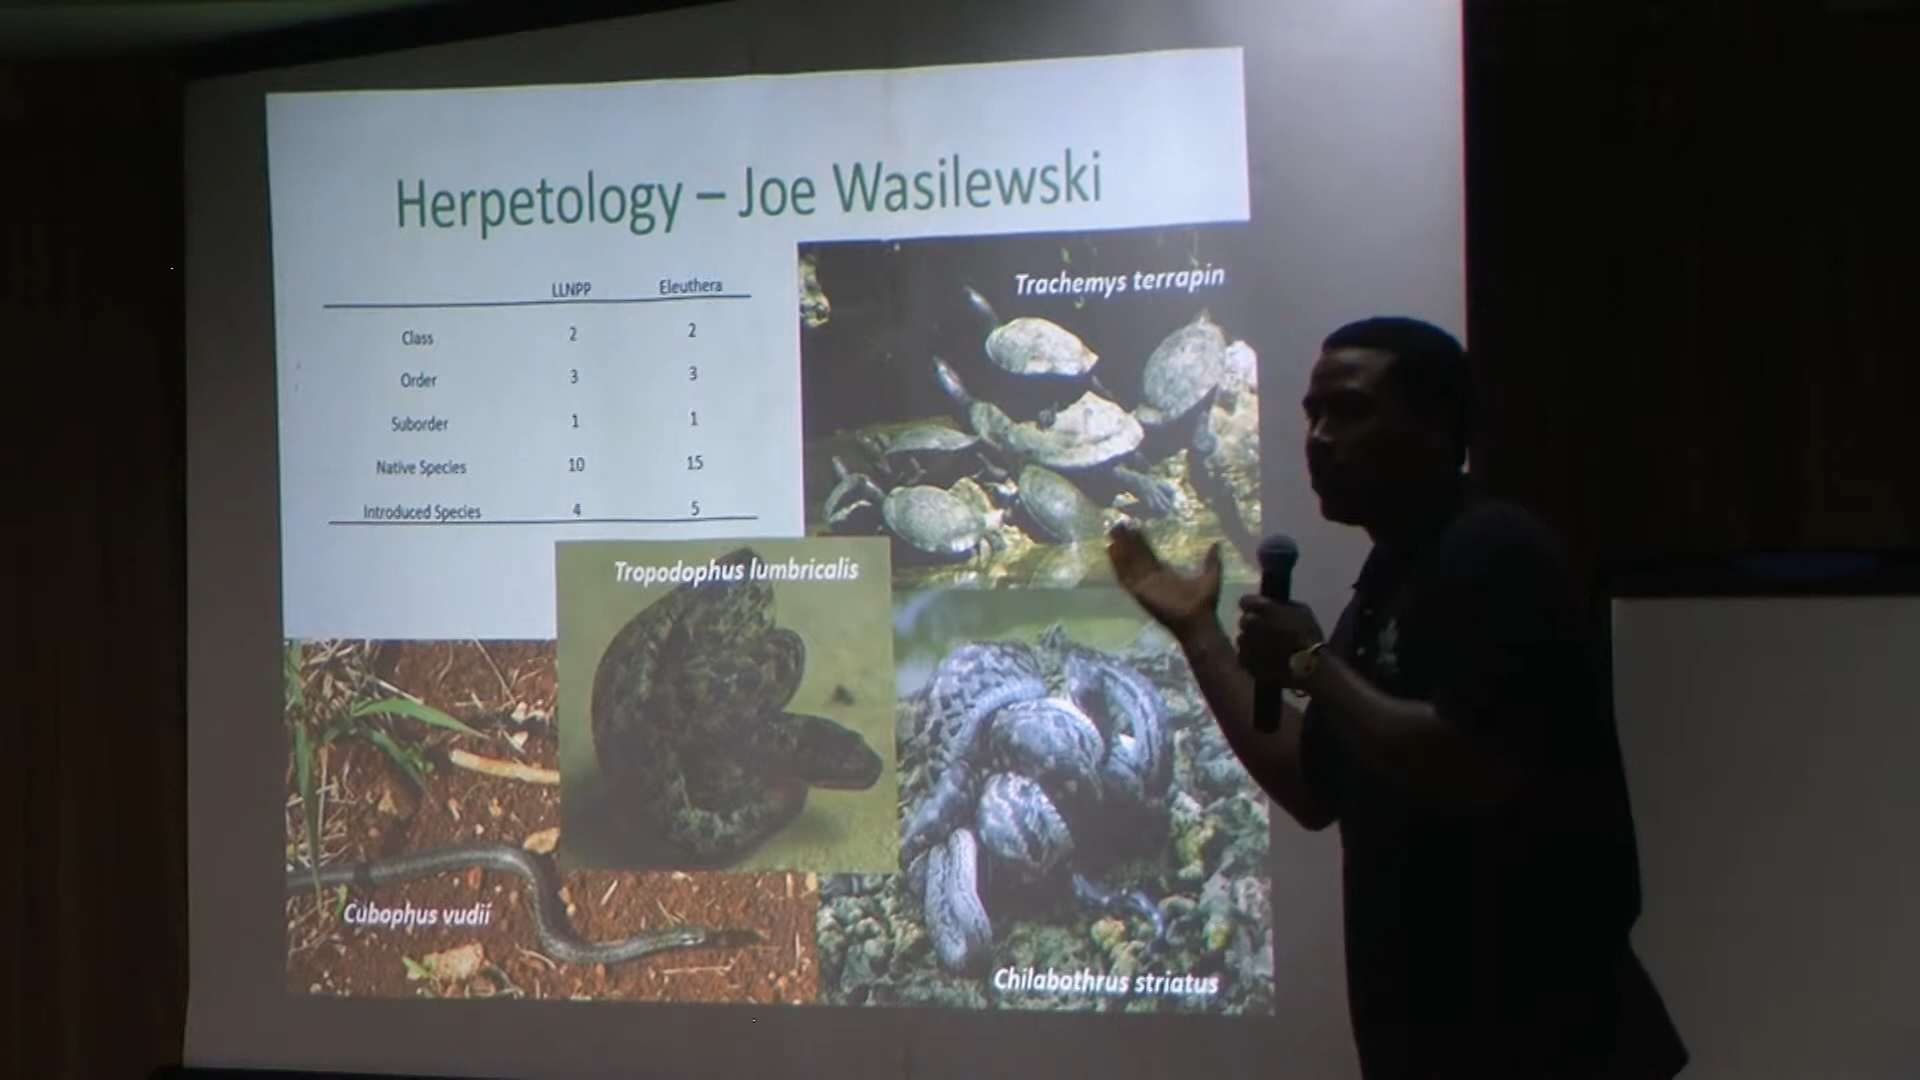 Herpetology – Joe Wasilewski
LLNPP Eleuthera
Class 2 2
Order 3 3
Suborder 1 1
Native Species 10 15
Introduced Species 4 5
Trachemys terrapin
Tropodophus lumbricalis
Cubophus vudii
Chilabothrus striatus